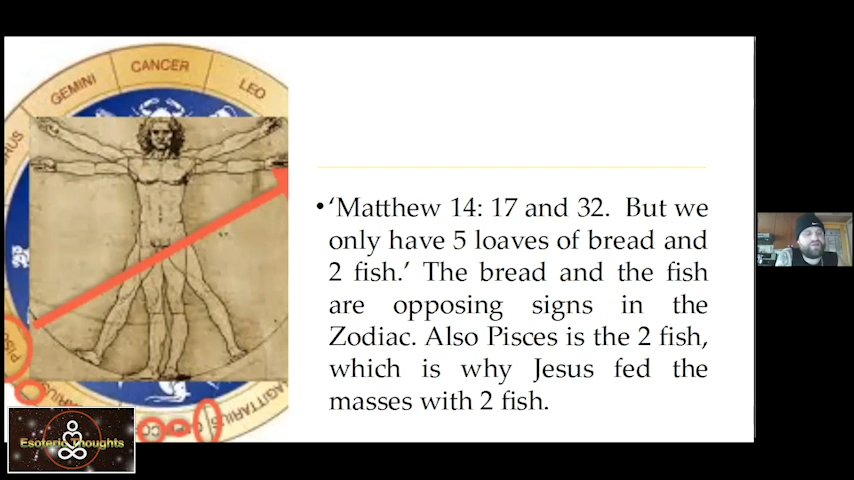 CANCER
GEMINI
LEO
• ‘Matthew 14: 17 and 32. But we
only have 5 loaves of bread and
2 fish.’ The bread and the fish
are opposing signs in the
Zodiac. Also Pisces is the 2 fish,
which is why Jesus fed the
masses with 2 fish.
SAGITTARIUS
Esoteric Thoughts